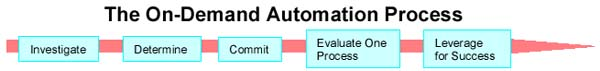 The On-Demand Automation Process
Investigate
Determine
Commit
Evaluate One
Process
Leverage
for Success